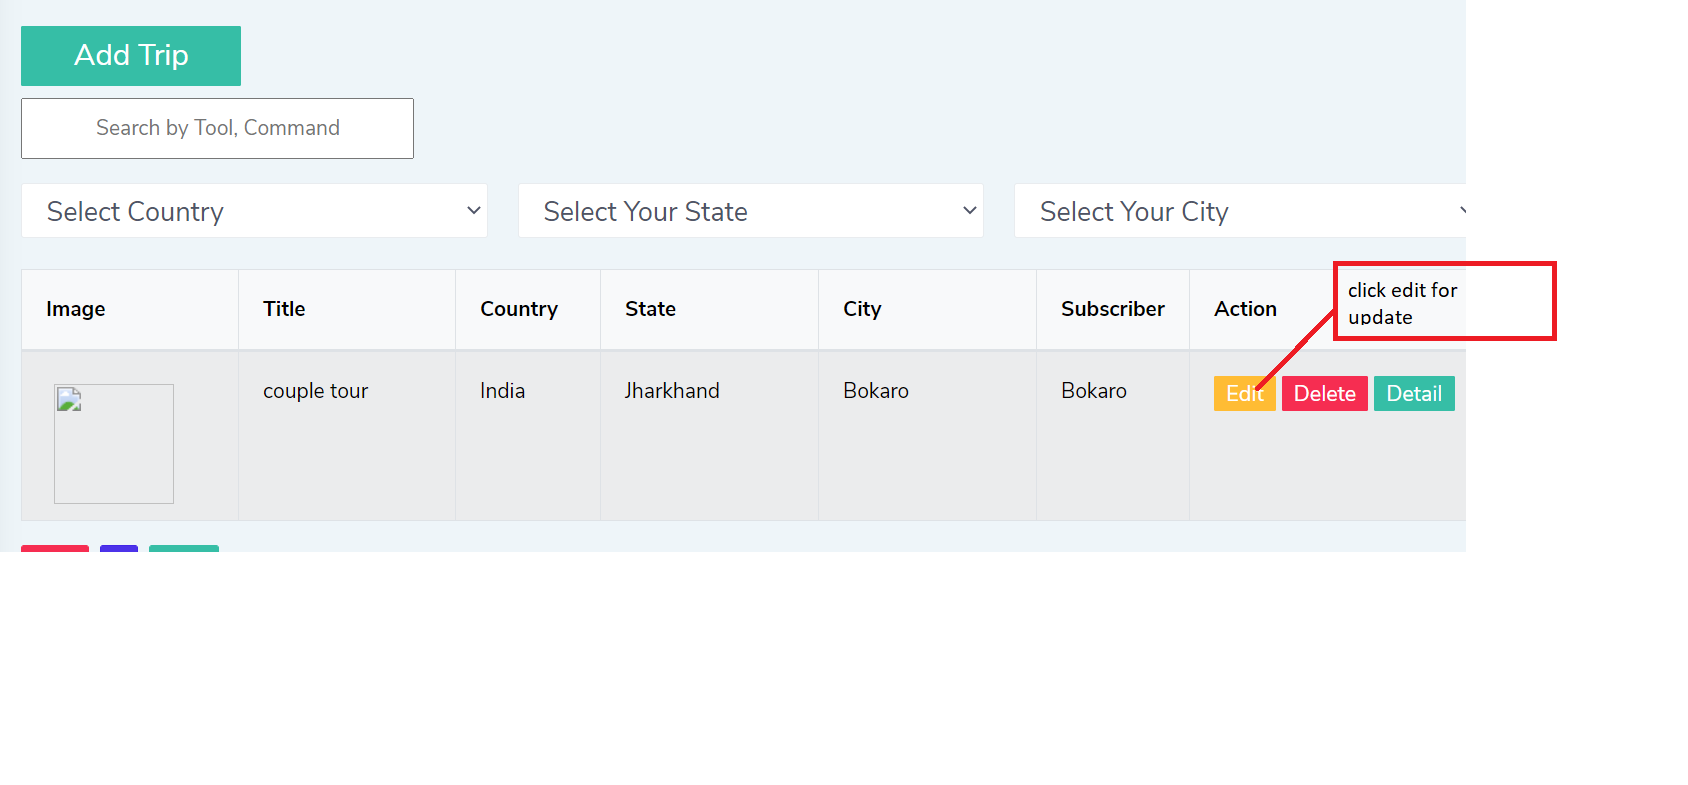 Add Trip
Search by Tool, Command
Select Country Select Your State Select Your City
click edit for
update
Image Title Country State City Subscriber Action
couple tour India Jharkhand Bokaro Bokaro Edit Delete Detail